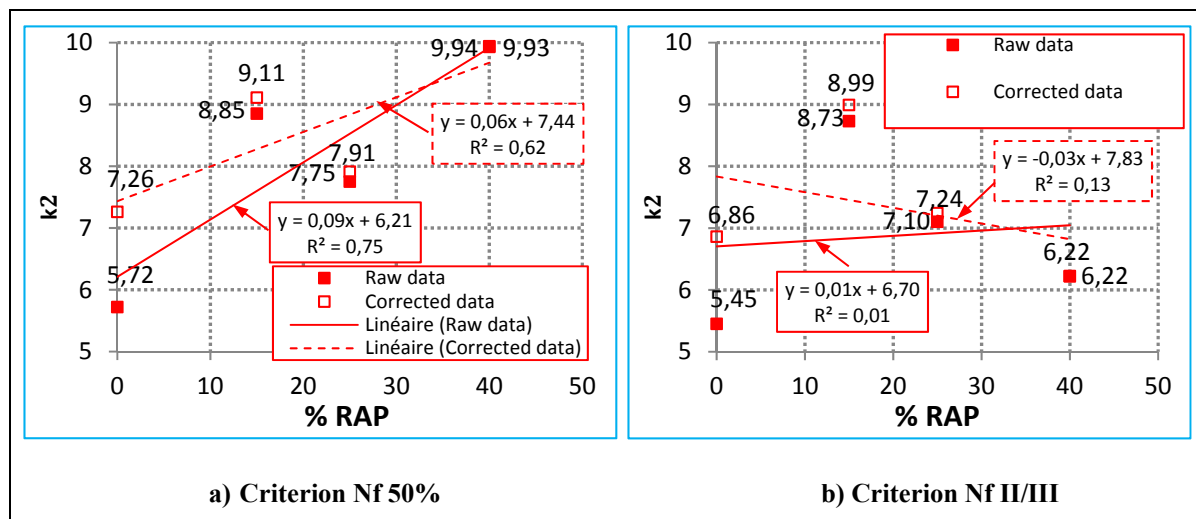 10
9
8
7
6
5
k2
9,94
9,93
9,11
8,85
7,91
7,75
7,26
5,72
y = 0,06x + 7,44
R² = 0,62
y = 0,09x + 6,21
R² = 0,75
Raw data
Corrected data
Linéaire (Raw data)
Linéaire (Corrected data)
0 10 20 30 40 50
% RAP
a) Criterion Nf 50%
10
9
8
7
6
5
k2
Raw data
Corrected data
8,99
8,73
y = -0,03x + 7,83
R² = 0,13
7,24
7,10
6,86
6,22
6,22
5,45
y = 0,01x + 6,70
R² = 0,01
0 10 20 30 40 50
% RAP
b) Criterion Nf II/III